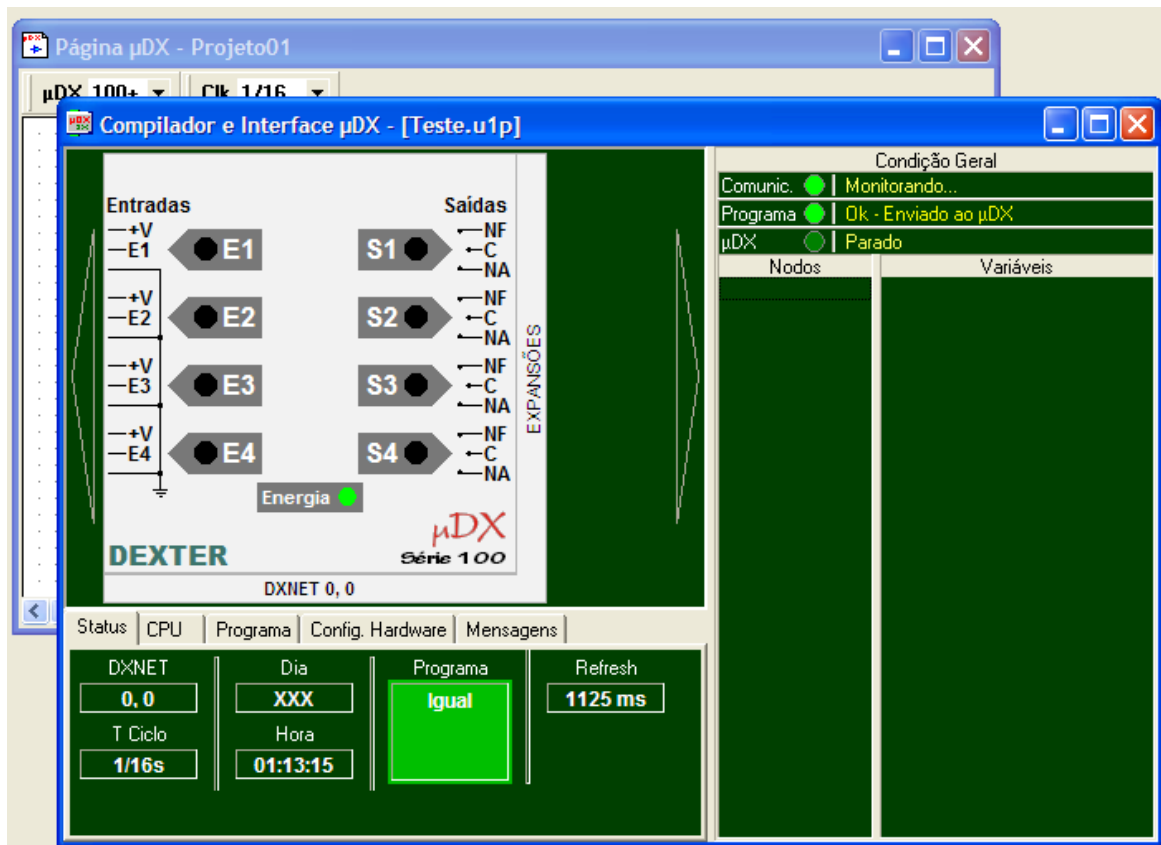 Página µDX - Projeto01
µDX 100+ Clk 1/16
Compilador e Interface µDX - [Teste.u1p]
Entradas Saídas
+V NF
E1 E1 S1 C
NA
+V NF
E2 E2 S2 C
NA
+V NF
E3 E3 S3 C
NA
+V NF
E4 E4 S4 C
NA
EXPANSÕES
Energia
µDX
DEXTER Série 100
DXNET 0, 0
Condição Geral
Comunic. Monitorando...
Programa Ok - Enviado ao µDX
µDX Parado
Nodos Variáveis
Status CPU Programa Config. Hardware Mensagens
DXNET Dia Programa Refresh
0, 0 XXX Igual 1125 ms
T Ciclo Hora
1/16s 01:13:15